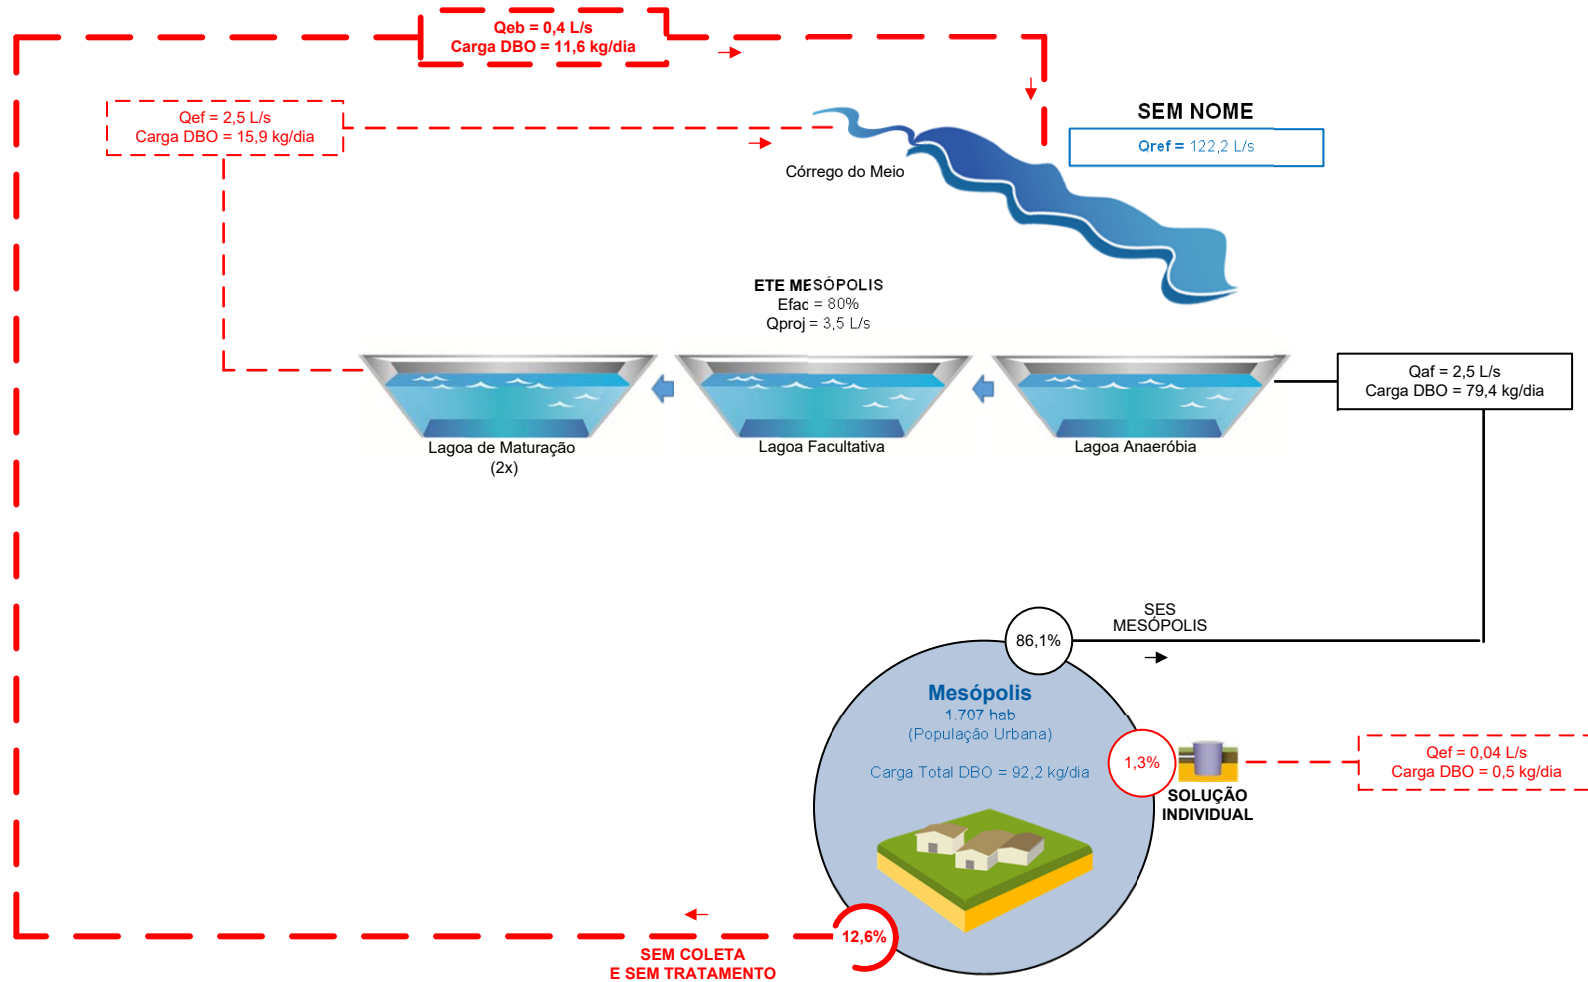 Qeb = 0,4 L/s
Carga DBO = 11,6 kg/dia
Qef = 2,5 L/s
Carga DBO = 15,9 kg/dia
SEM NOME
Qref = 122,2 L/s
Córrego do Meio
ETE MESÓPOLIS
Efac = 80%
Qproj = 3,5 L/s
Qaf = 2,5 L/s
Carga DBO = 79,4 kg/dia
Lagoa de Maturação
(2x)
Lagoa Facultativa
Lagoa Anaeróbia
86,1%
SES
MESÓPOLIS
Mesópolis
1.707 hab
(População Urbana)
Carga Total DBO = 92,2 kg/dia
1,3%
SOLUÇÃO
INDIVIDUAL
Qef = 0,04 L/s
Carga DBO = 0,5 kg/dia
12,6%
SEM COLETA
E SEM TRATAMENTO